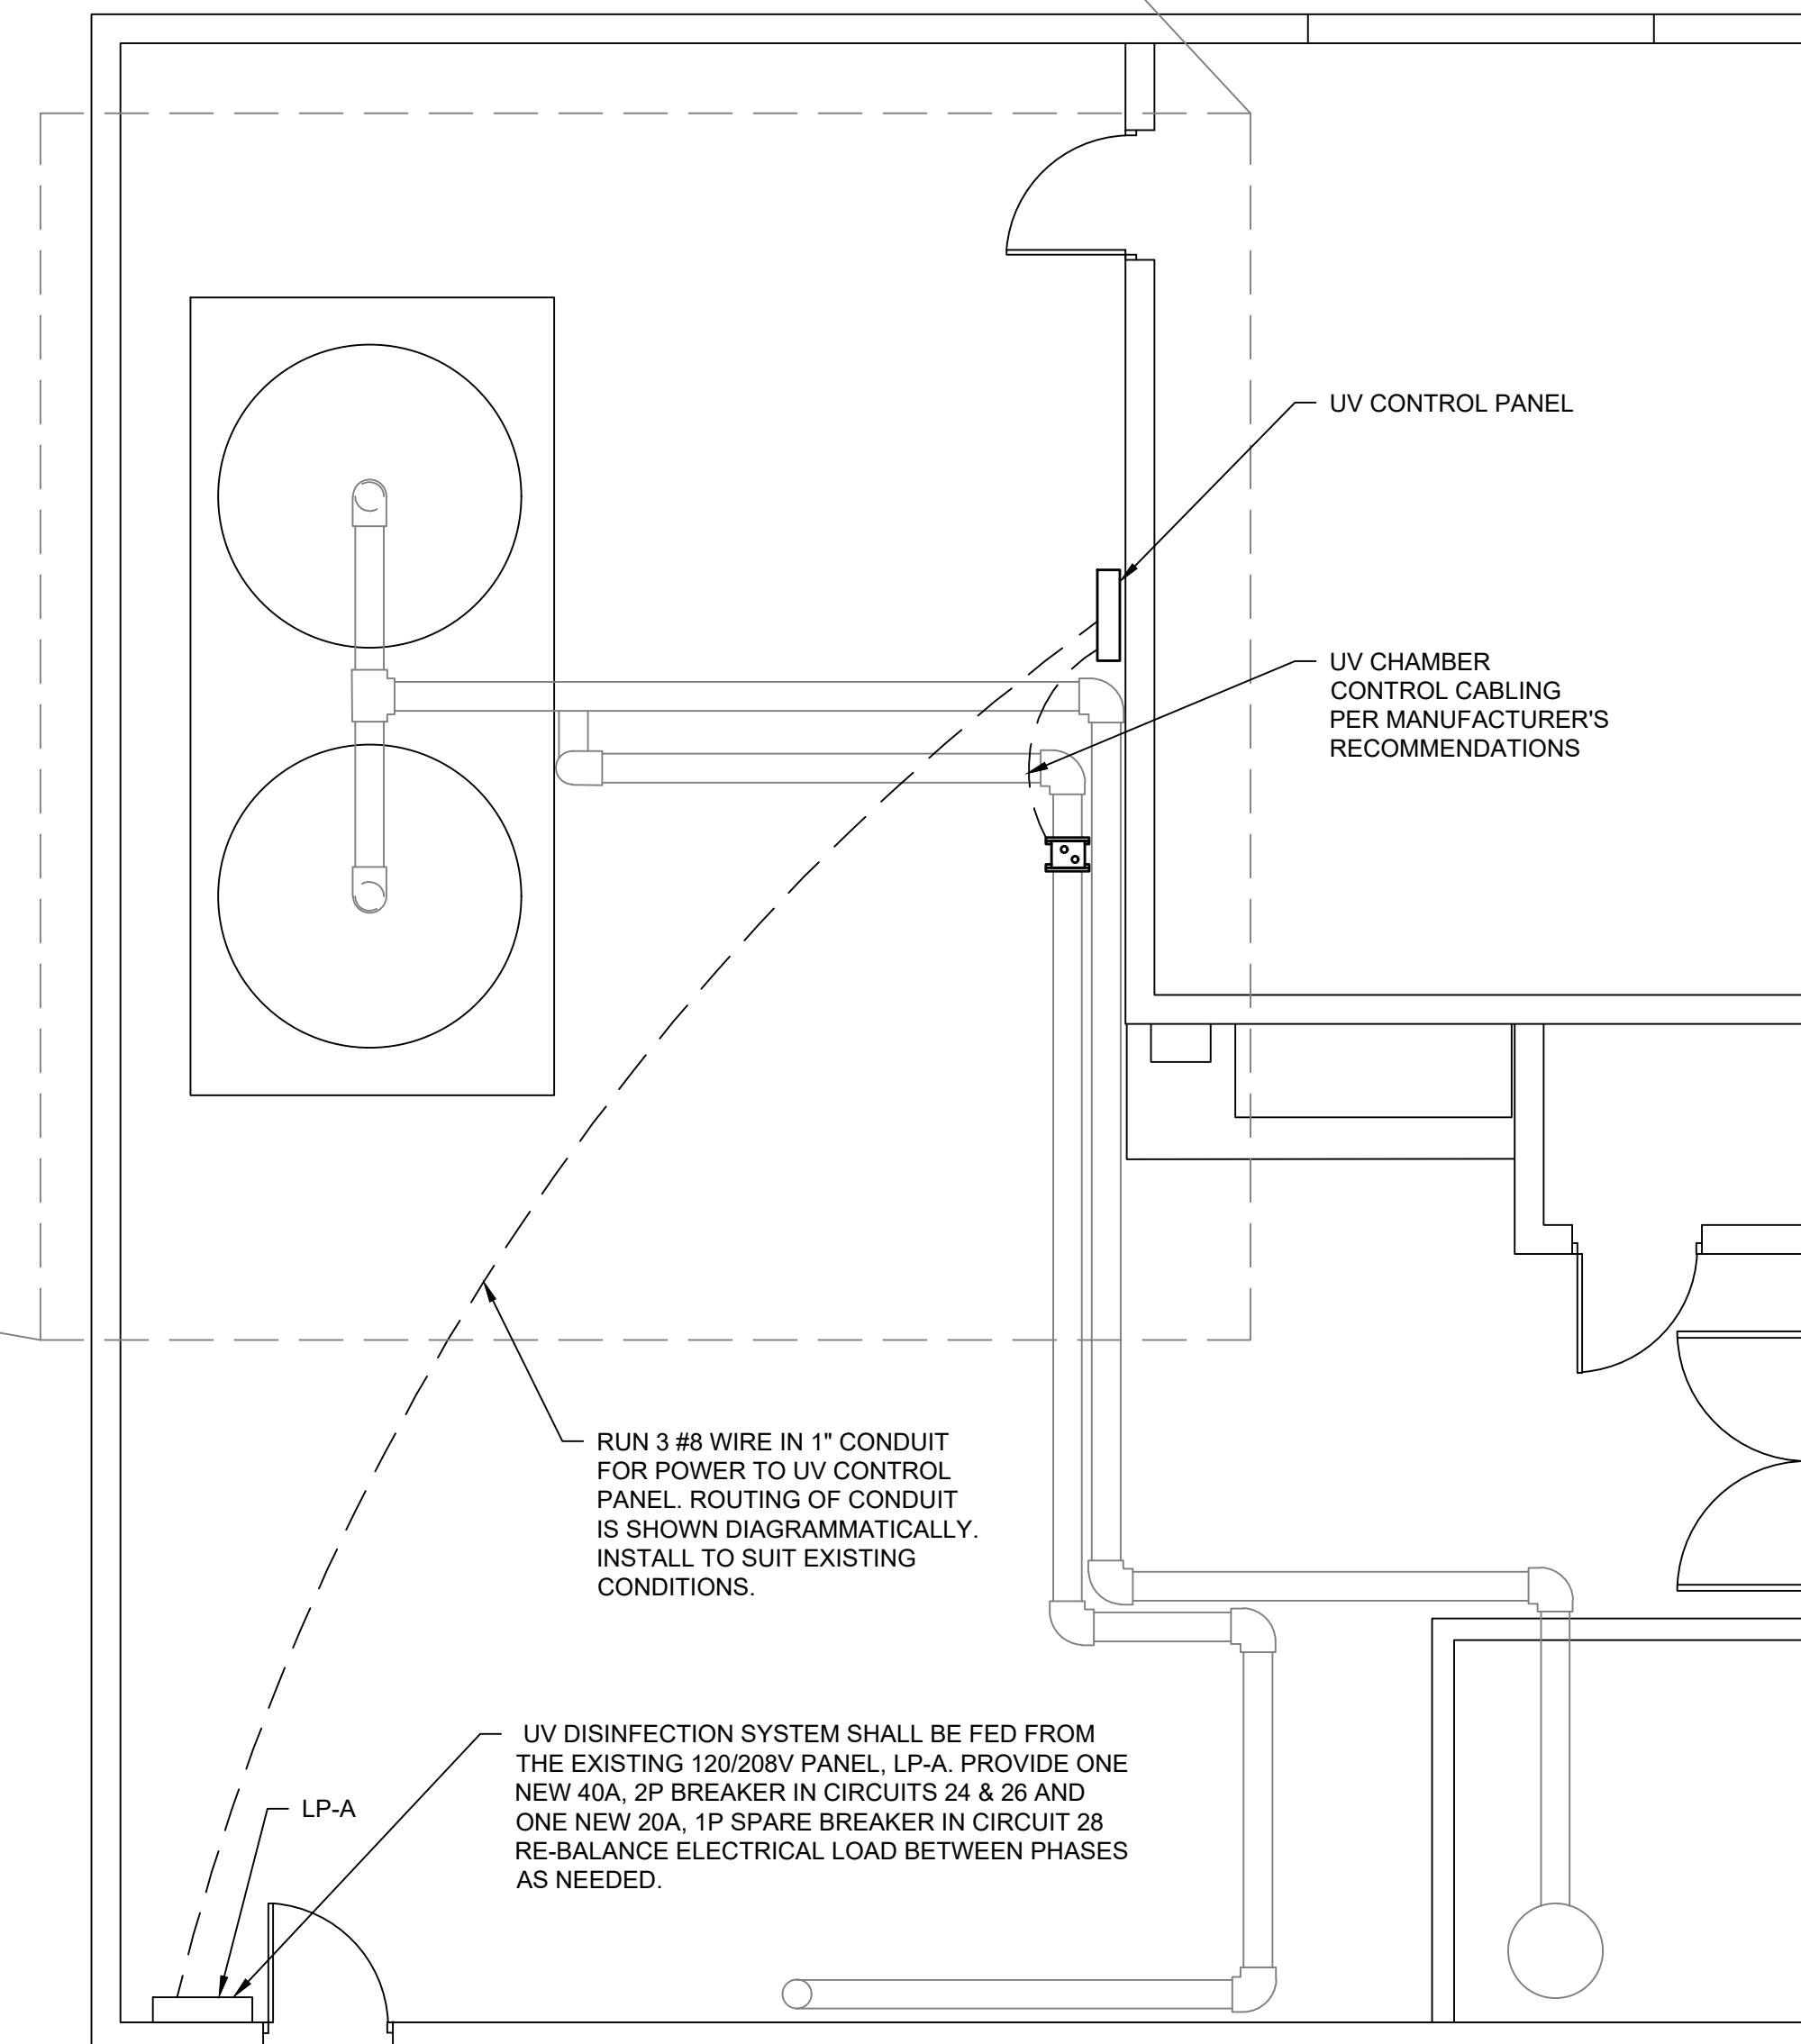 UV CONTROL PANEL
UV CHAMBER
CONTROL CABLING
PER MANUFACTURER'S
RECOMMENDATIONS
RUN 3 #8 WIRE IN 1" CONDUIT
FOR POWER TO UV CONTROL
PANEL. ROUTING OF CONDUIT
IS SHOWN DIAGRAMMATICALLY.
INSTALL TO SUIT EXISTING
CONDITIONS.
UV DISINFECTION SYSTEM SHALL BE FED FROM
THE EXISTING 120/208V PANEL, LP-A. PROVIDE ONE
NEW 40A, 2P BREAKER IN CIRCUITS 24 & 26 AND
ONE NEW 20A, 1P SPARE BREAKER IN CIRCUIT 28
RE-BALANCE ELECTRICAL LOAD BETWEEN PHASES
AS NEEDED.
LP-A